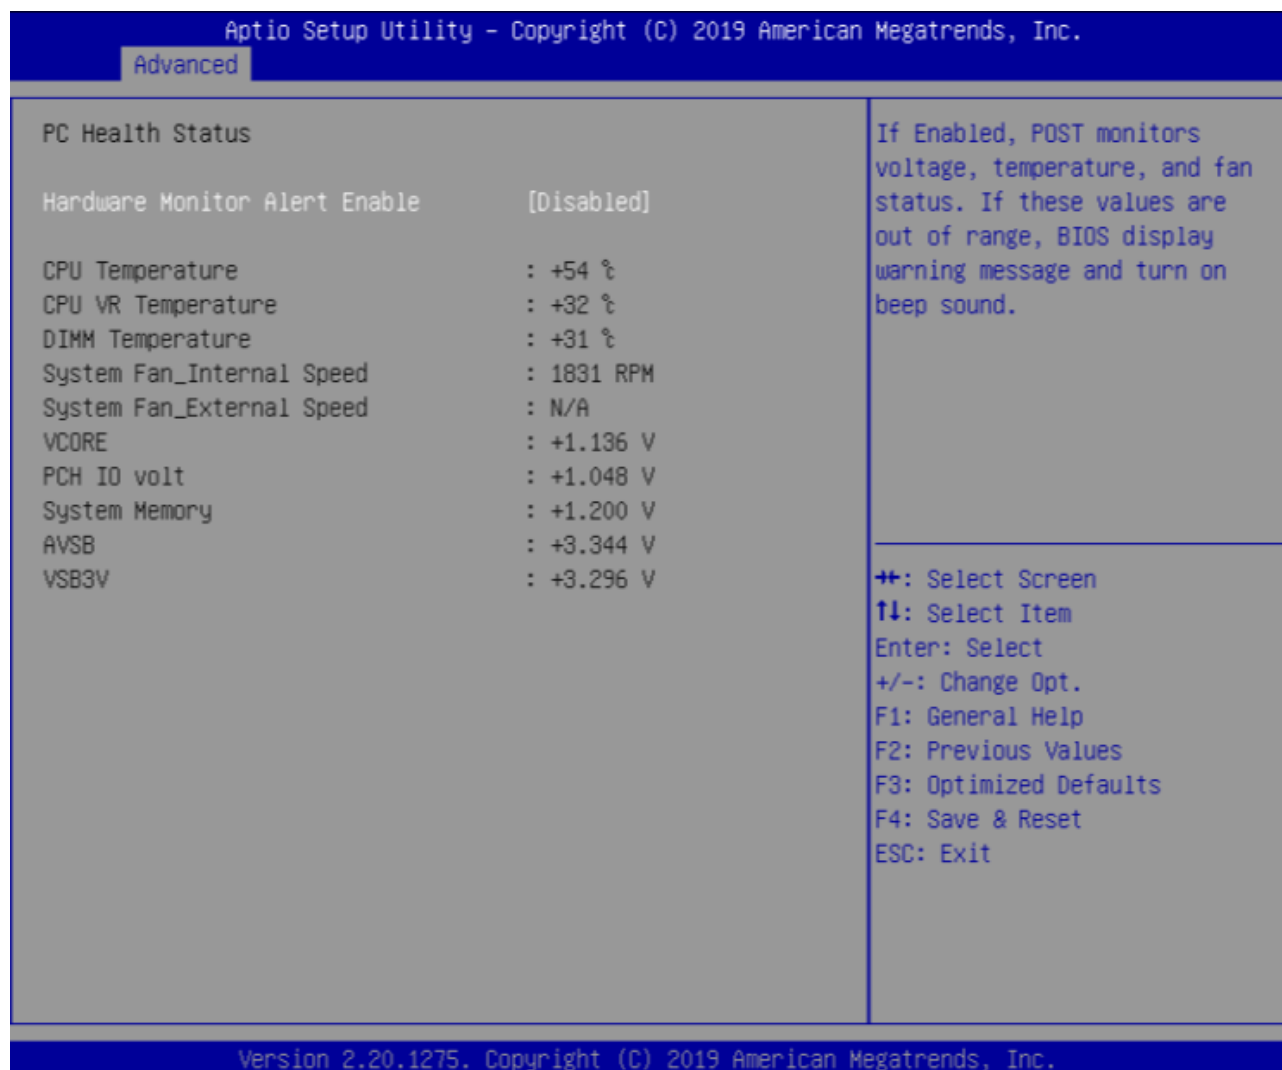 Aptio Setup Utility – Copyright (C) 2019 American Megatrends, Inc.
Advanced
PC Health Status
Hardware Monitor Alert Enable [Disabled]
CPU Temperature : +54 ℃
CPU VR Temperature : +32 ℃
DIMM Temperature : +31 ℃
System Fan_Internal Speed : 1831 RPM
System Fan_External Speed : N/A
VCORE : +1.136 V
PCH IO volt : +1.048 V
System Memory : +1.200 V
AVSB : +3.344 V
VSB3V : +3.296 V
If Enabled, POST monitors
voltage, temperature, and fan
status. If these values are
out of range, BIOS display
warning message and turn on
beep sound.
→←: Select Screen
↑↓: Select Item
Enter: Select
+/-: Change Opt.
F1: General Help
F2: Previous Values
F3: Optimized Defaults
F4: Save & Reset
ESC: Exit
Version 2.20.1275. Copyright (C) 2019 American Megatrends, Inc.